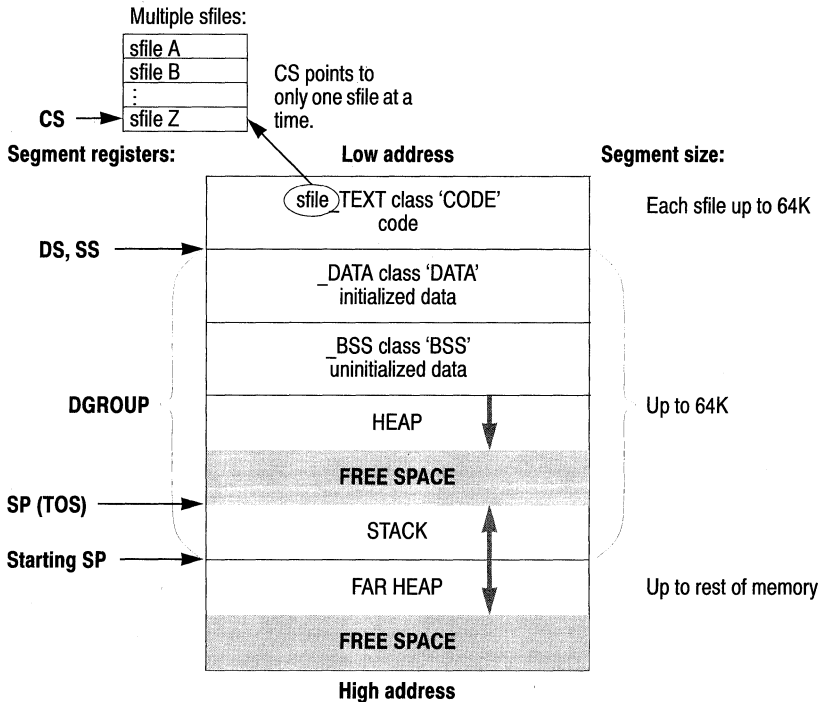 Multiple sfiles:
sfile A
sfile B
⋮
sfile Z
CS
CS points to
only one sfile at a
time.
Segment registers:
Low address
Segment size:
sfile_TEXT class ‘CODE’
code
Each sfile up to 64K
DS, SS
_DATA class ‘DATA’
initialized data
_BSS class ‘BSS’
uninitialized data
DGROUP
Up to 64K
HEAP
FREE SPACE
SP (TOS)
STACK
Starting SP
FAR HEAP
Up to rest of memory
FREE SPACE
High address